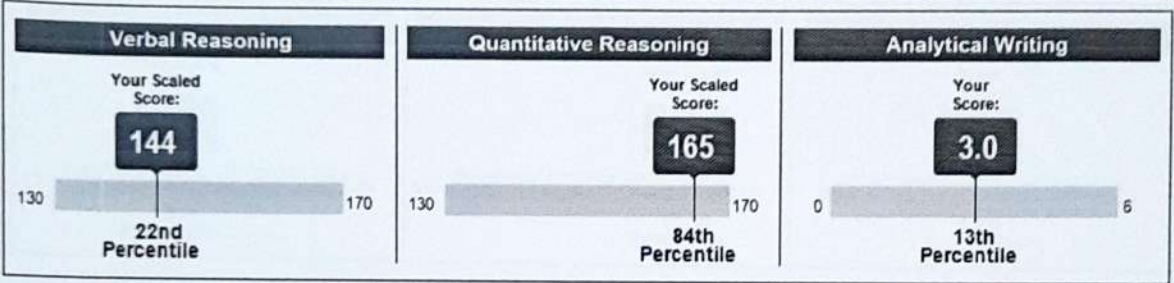 Verbal Reasoning
Your Scaled
Score:
144
130
170
22nd
Percentile
Quantitative Reasoning
Your Scaled
Score:
165
130
170
84th
Percentile
Analytical Writing
Your
Score:
3.0
0
6
13th
Percentile